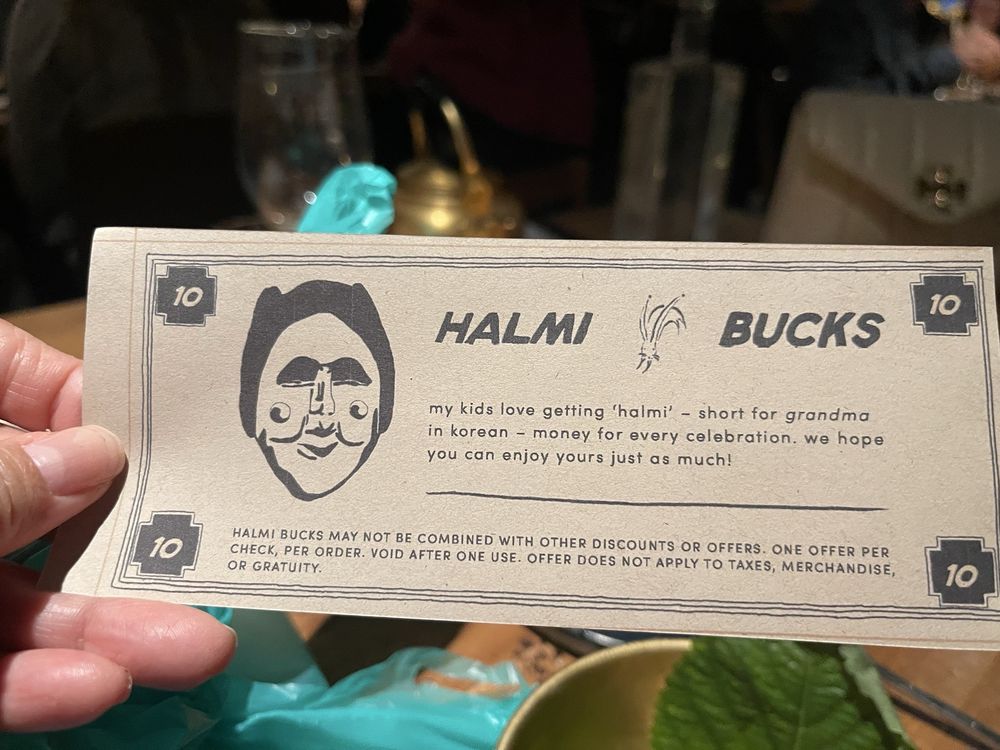 10
HALMI BUCKS
10
my kids love getting 'halmi' – short for grandma
in korean – money for every celebration. we hope
you can enjoy yours just as much!
10
HALMI BUCKS MAY NOT BE COMBINED WITH OTHER DISCOUNTS OR OFFERS. ONE OFFER PER
CHECK, PER ORDER. VOID AFTER ONE USE. OFFER DOES NOT APPLY TO TAXES, MERCHANDISE,
OR GRATUITY.
10